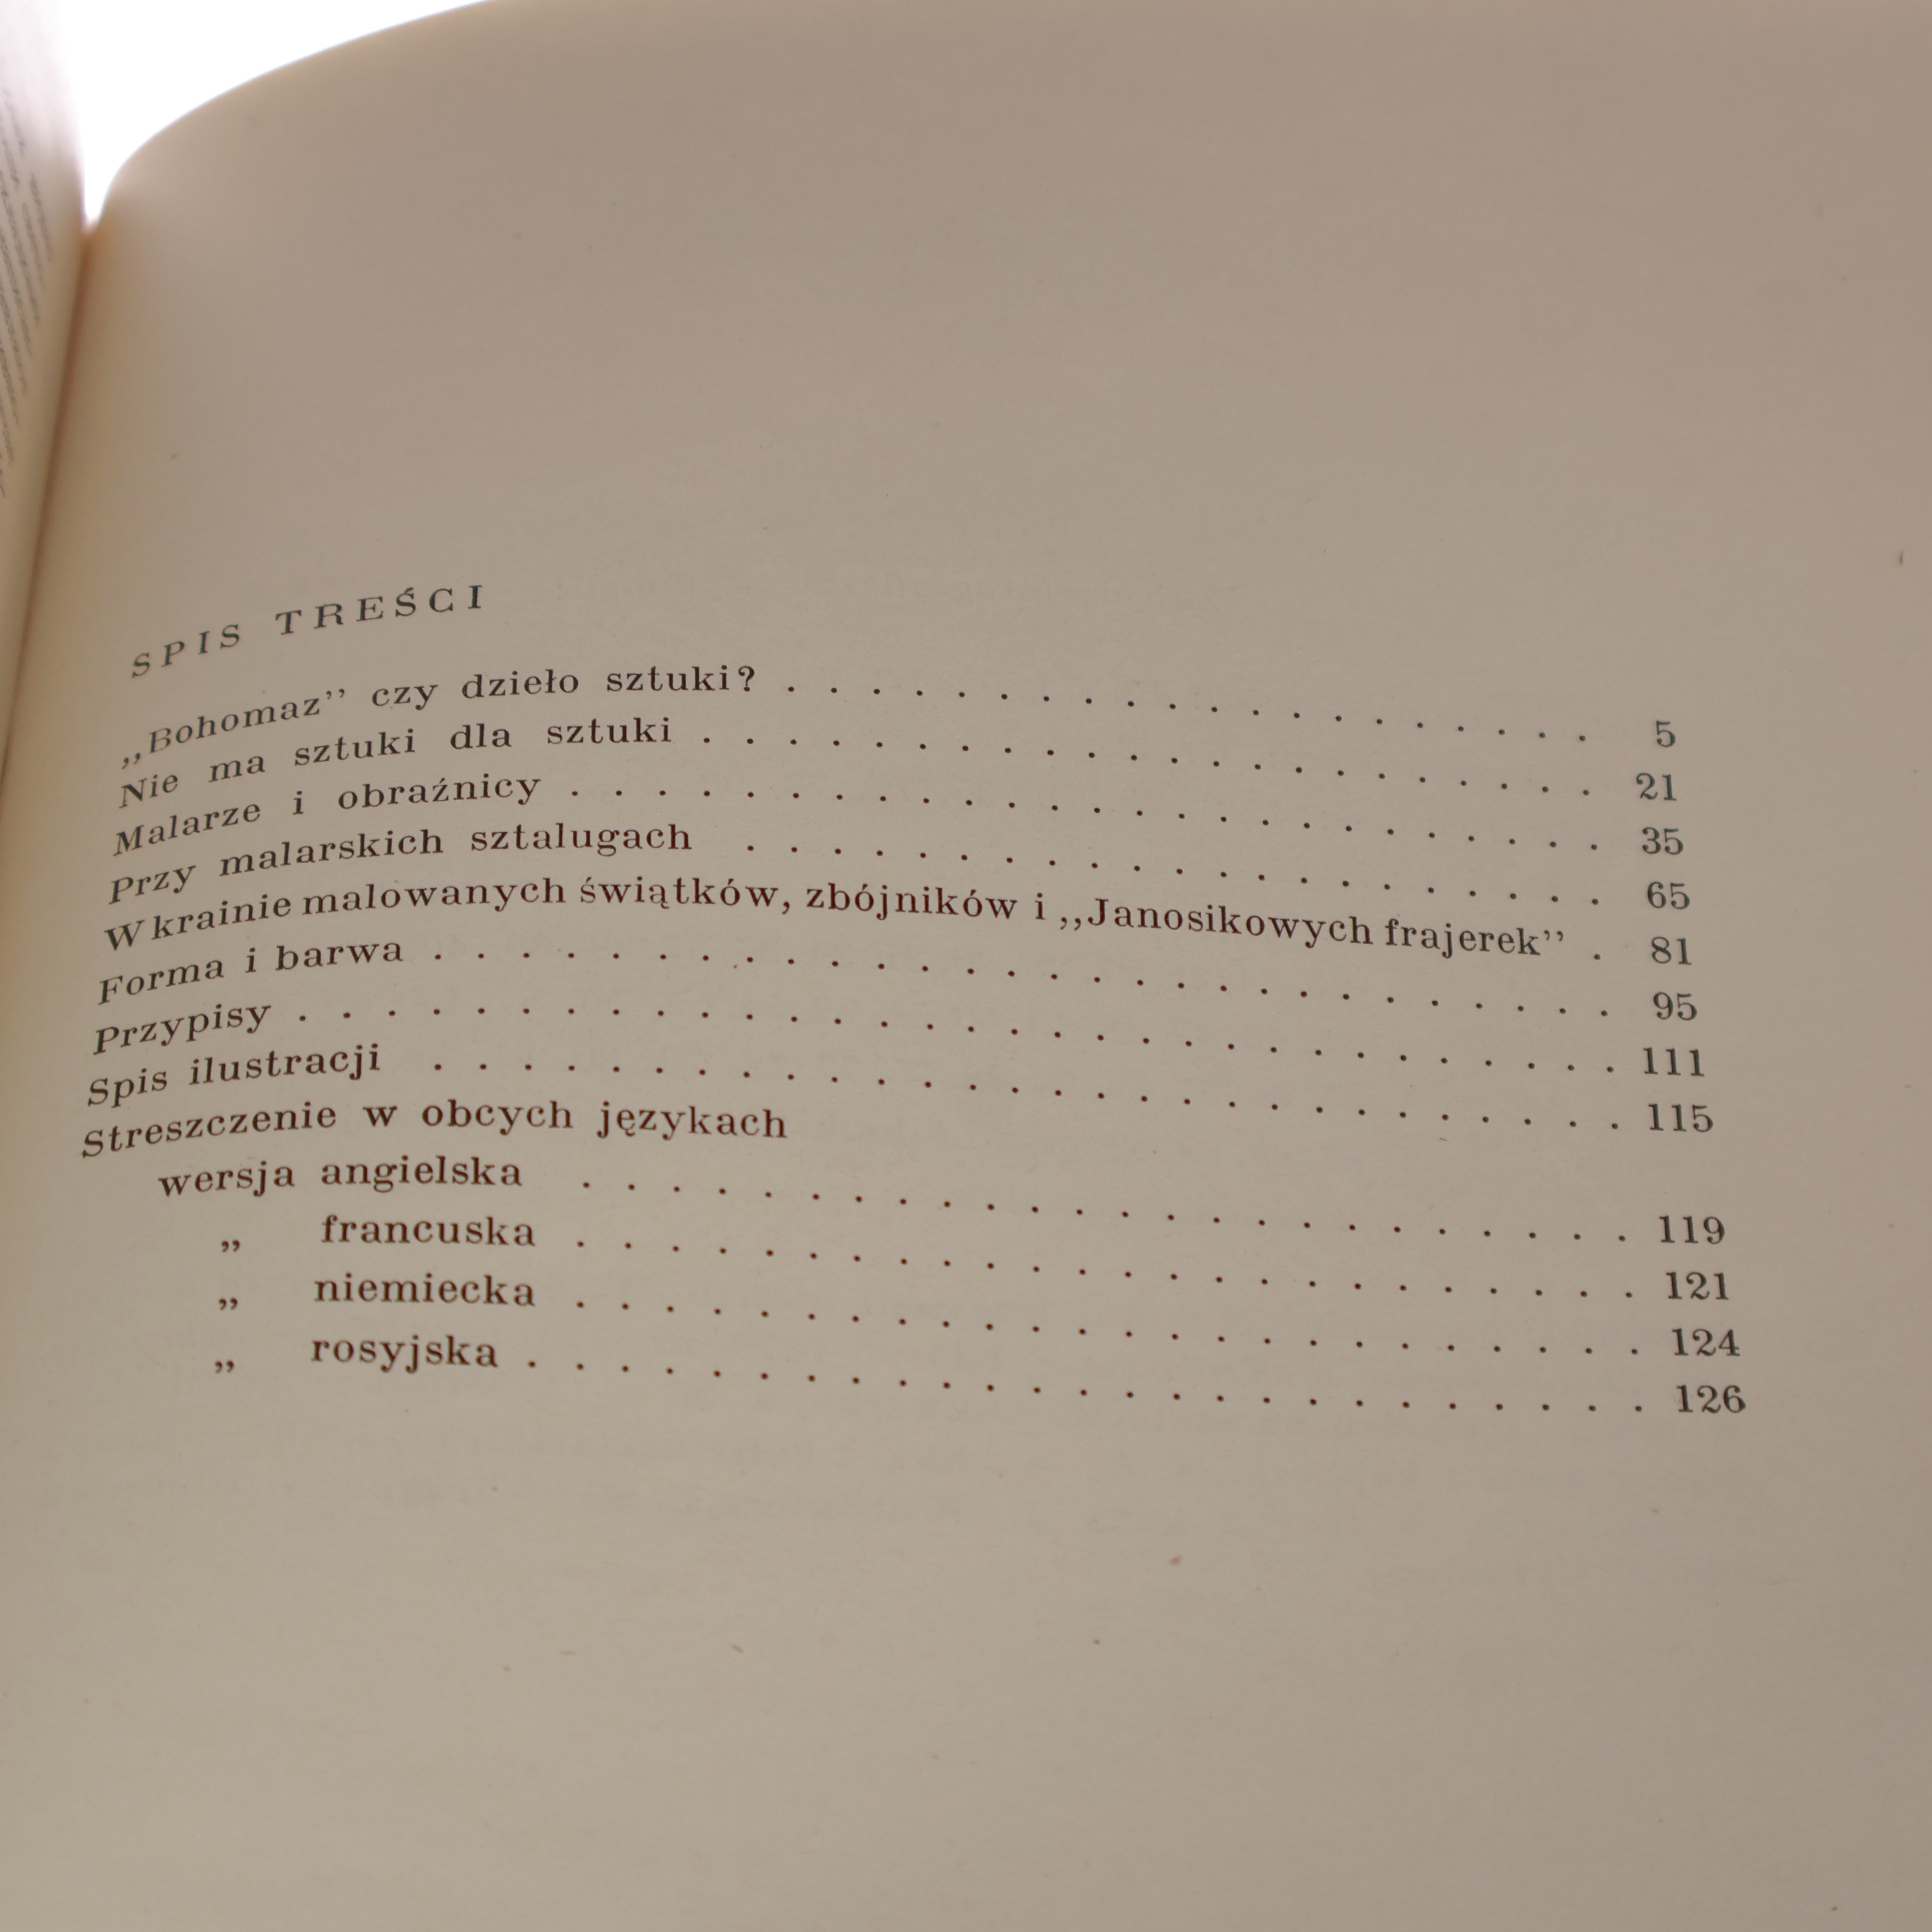 SPIS TREŚCI
,,Bohomaz’’ czy dzieło sztuki? . . . . . . . . . . . . . . . . . . . . 5
Nie ma sztuki dla sztuki . . . . . . . . . . . . . . . . . . . . . 21
Malarze i obraźnicy . . . . . . . . . . . . . . . . . . . . . . . . 35
Przy malarskich sztalugach . . . . . . . . . . . . . . . . . . . . 65
W krainie malowanych świątków, zbójników i ,,Janosikowych frajerek’’ . 81
Forma i barwa . . . . . . . . . . . . . . . . . . . . . . . . . . . 95
Przypisy . . . . . . . . . . . . . . . . . . . . . . . . . . . . . . 111
Spis ilustracji . . . . . . . . . . . . . . . . . . . . . . . . . . . 115
Streszczenie w obcych językach
wersja angielska . . . . . . . . . . . . . . . . . . . . . . . . 119
„ francuska . . . . . . . . . . . . . . . . . . . . . . . . 121
„ niemiecka . . . . . . . . . . . . . . . . . . . . . . . . 124
„ rosyjska . . . . . . . . . . . . . . . . . . . . . . . . . 126